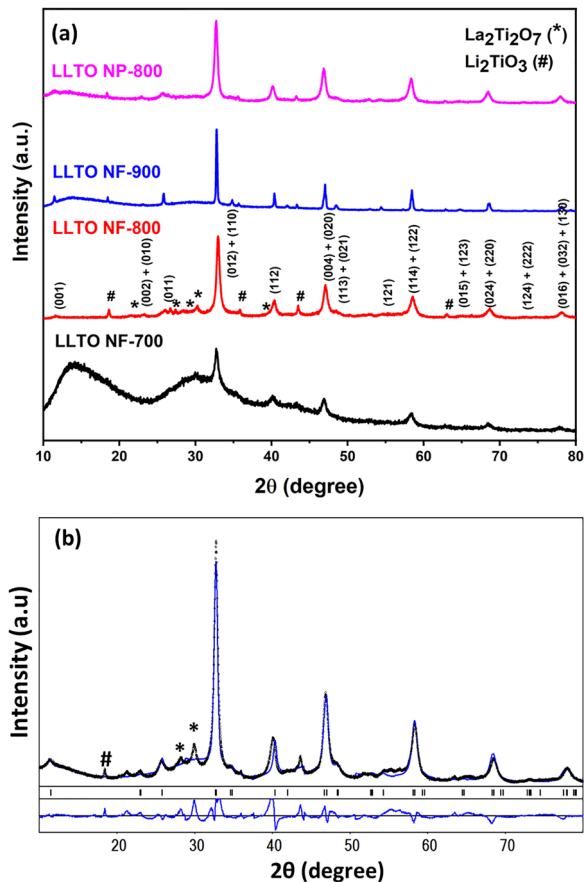 (a)
La₂Ti₂O₇ (*)
Li₂TiO₃ (#)
LLTO NP-800
LLTO NF-900
LLTO NF-800
LLTO NF-700
(001)
#
*
(002) + (010)
(011)
*
*
*
(012) + (110)
#
*
(112)
#
(004) + (020)
(113) + (021)
(121)
(114) + (122)
#
(015) + (123)
(024) + (220)
(124) + (222)
(016) + (032) + (130)
Intensity (a.u.)
10 20 30 40 50 60 70 80
2θ (degree)
(b)
#
*
*
Intensity (a.u)
20 30 40 50 60 70
2θ (degree)